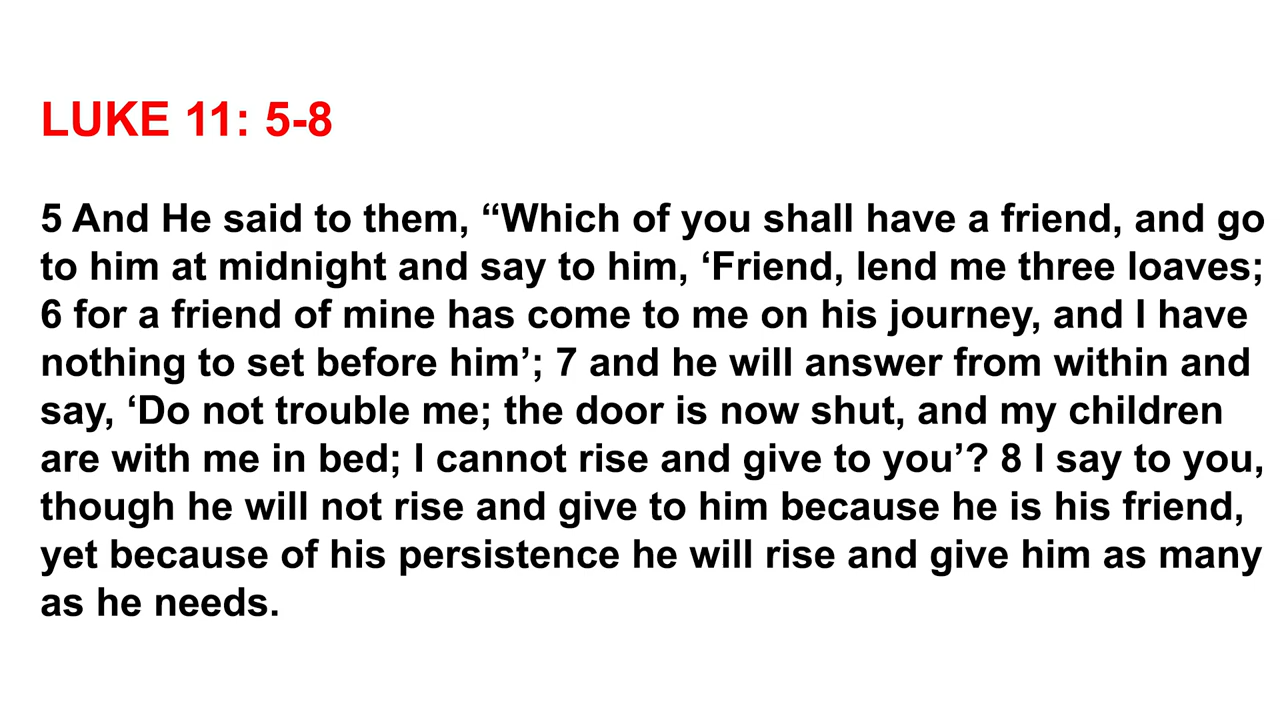 LUKE 11: 5-8
5 And He said to them, “Which of you shall have a friend, and go
to him at midnight and say to him, ‘Friend, lend me three loaves;
6 for a friend of mine has come to me on his journey, and I have
nothing to set before him’; 7 and he will answer from within and
say, ‘Do not trouble me; the door is now shut, and my children
are with me in bed; I cannot rise and give to you’? 8 I say to you,
though he will not rise and give to him because he is his friend,
yet because of his persistence he will rise and give him as many
as he needs.